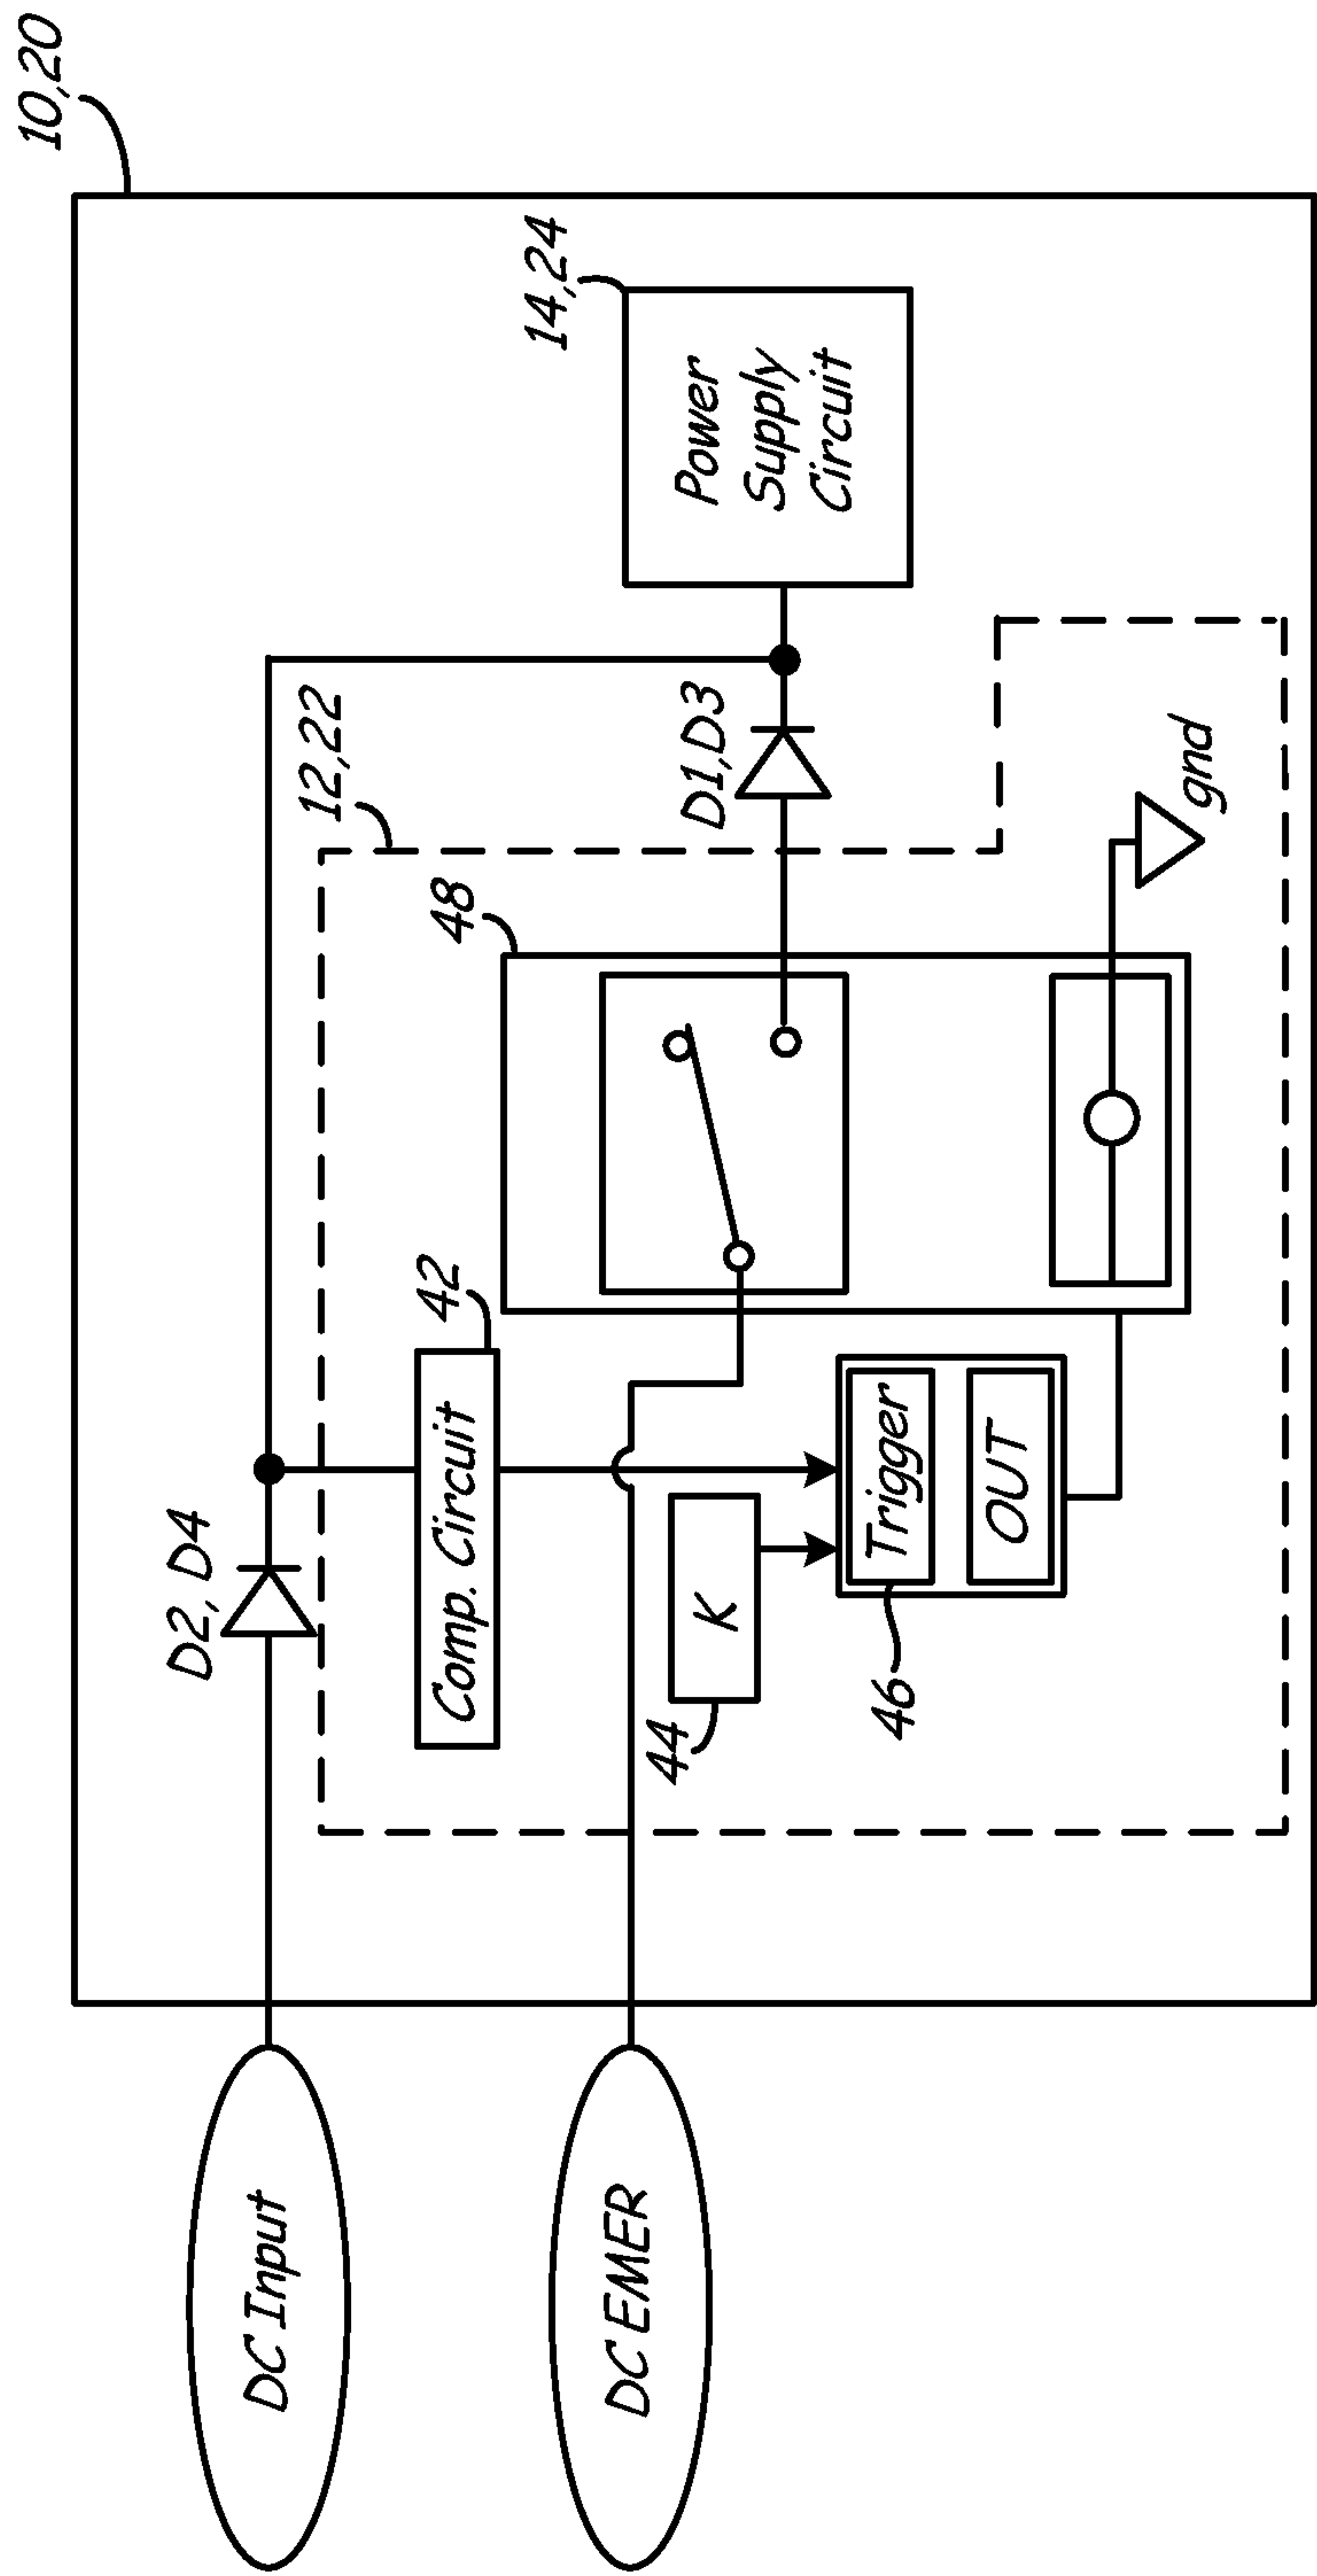 10,20
14,24
Power
Supply
Circuit
12,22
D1,D3
48
gnd
42
D2, D4
Comp. Circuit
K
44
Trigger
OUT
46
DC Input
DC EMER